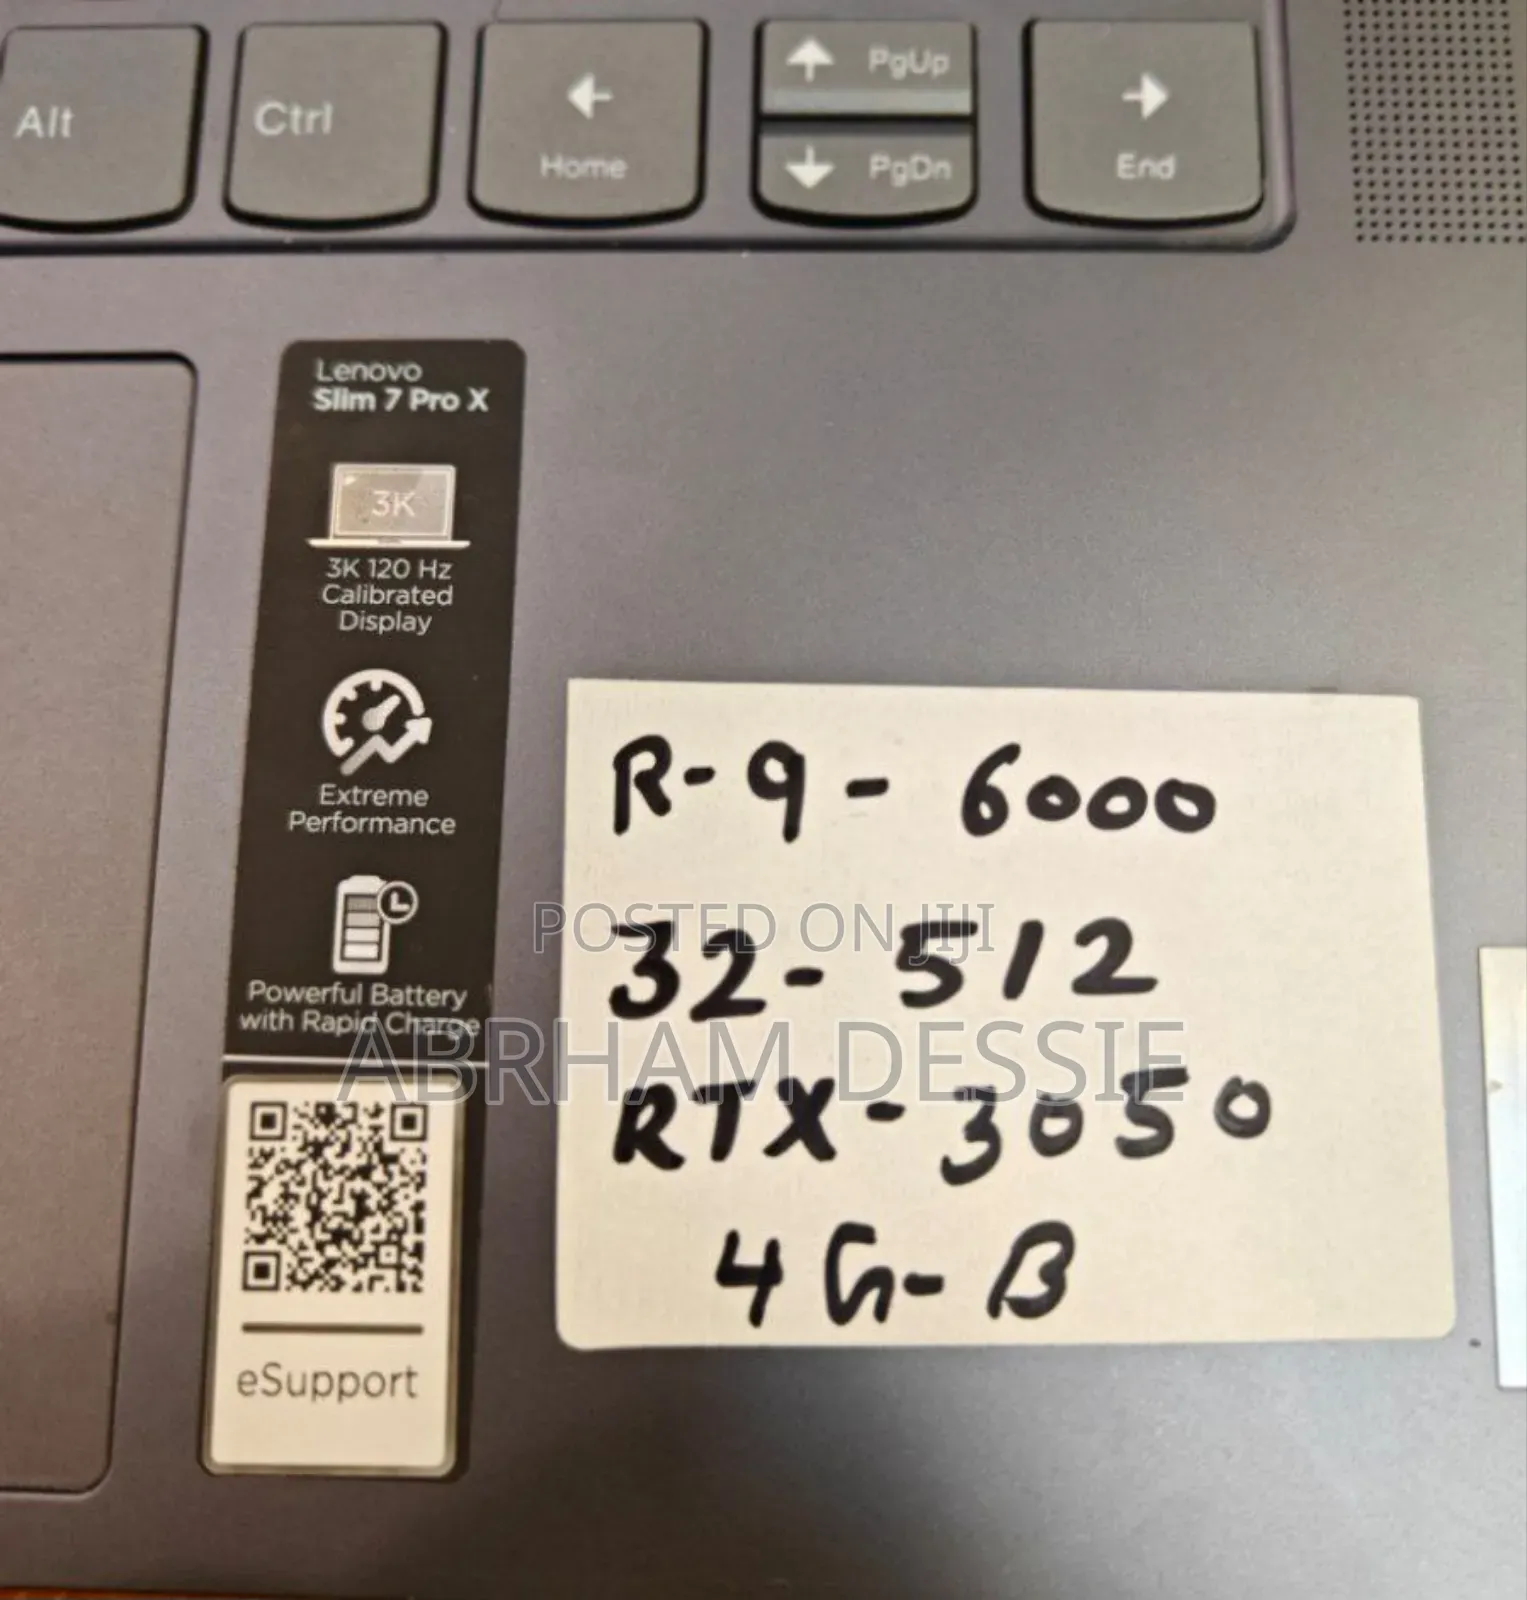 Alt
Ctrl
Home
PgUp
PgDn
End
Lenovo
Slim 7 Pro X
3K
3K 120 Hz
Calibrated
Display
Extreme
Performance
Powerful Battery
with Rapid Charge
eSupport
R-9-6000
32-512
RTX-3050
4G-B
POSTED ON JIJI
ABRHAM DESSIE